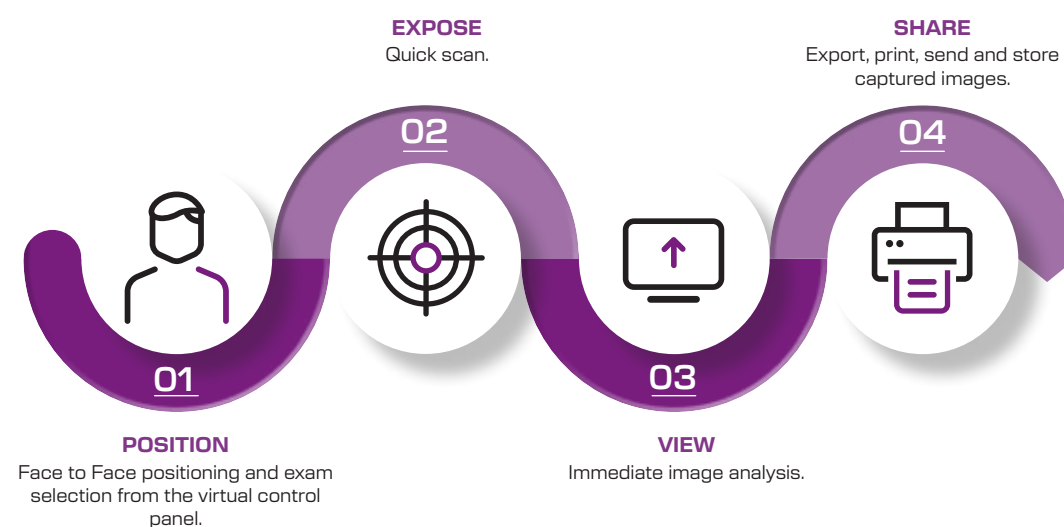 01
POSITION
Face to Face positioning and exam
selection from the virtual control
panel.
EXPOSE
Quick scan.
02
03
VIEW
Immediate image analysis.
SHARE
Export, print, send and store
captured images.
04